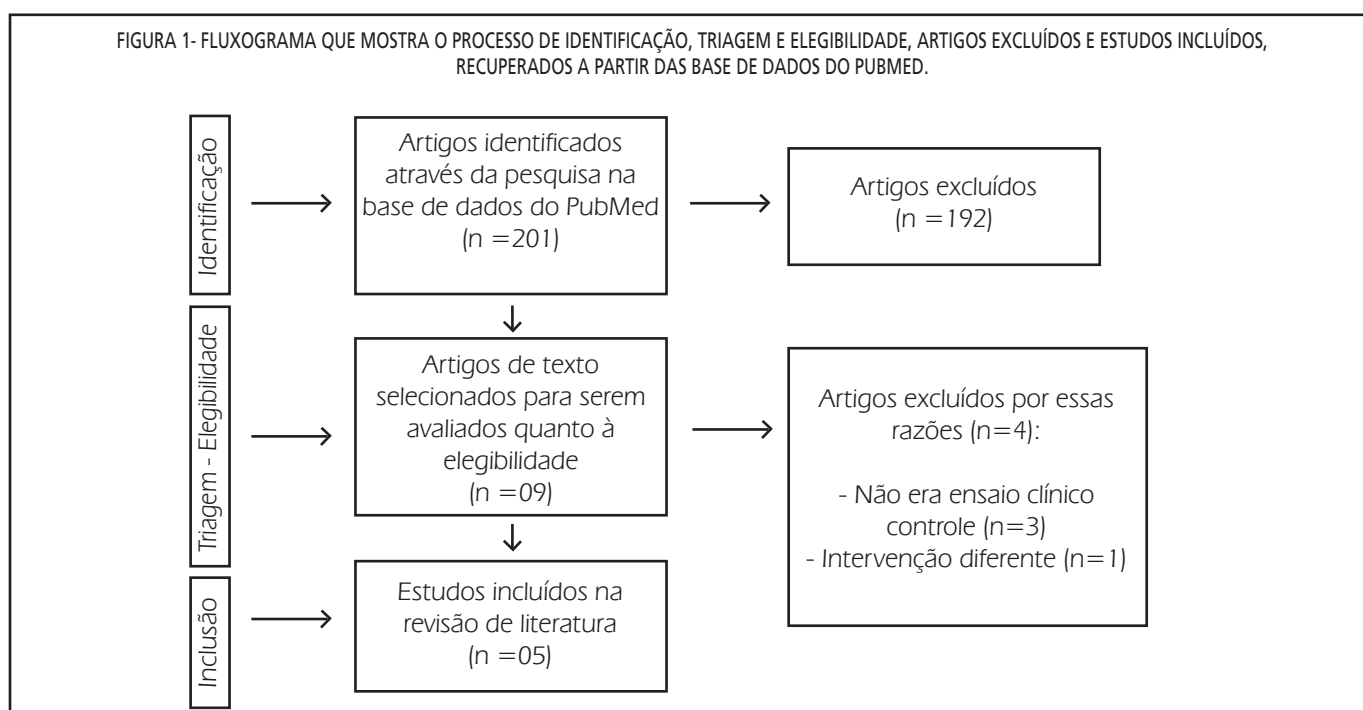 FIGURA 1- FLUXOGRAMA QUE MOSTRA O PROCESSO DE IDENTIFICAÇÃO, TRIAGEM E ELEGIBILIDADE, ARTIGOS EXCLUÍDOS E ESTUDOS INCLUÍDOS,
RECUPERADOS A PARTIR DAS BASE DE DADOS DO PUBMED.
Identificação
Artigos identificados
através da pesquisa na
base de dados do PubMed
(n =201)
Artigos excluídos
(n =192)
Triagem - Elegibilidade
Artigos de texto
selecionados para serem
avaliados quanto à
elegibilidade
(n =09)
Artigos excluídos por essas
razões (n=4):
- Não era ensaio clínico
controle (n=3)
- Intervenção diferente (n=1)
Inclusão
Estudos incluídos na
revisão de literatura
(n =05)